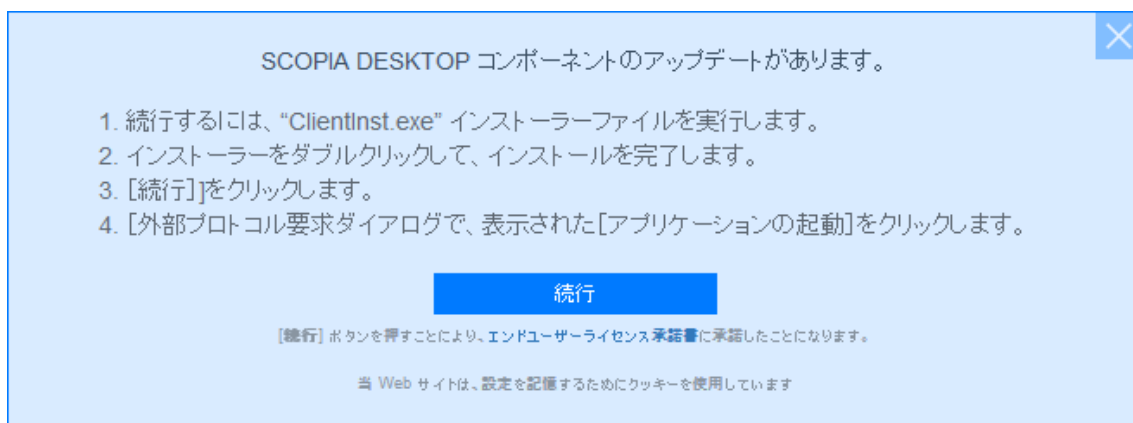 SCOPIA DESKTOP コンポーネントのアップデートがあります。
1. 続行するには、“ClientInst.exe” インストーラーファイルを実行します。
2. インストーラーをダブルクリックして、インストールを完了します。
3. [続行]]をクリックします。
4. [外部プロトコル要求ダイアログで、表示された[アプリケーションの起動]をクリックします。
続行
[続行] ボタンを押すことにより、エンドユーザーライセンス承諾書に承諾したことになります。
当 Web サイトは、設定を記憶するためにクッキーを使用しています